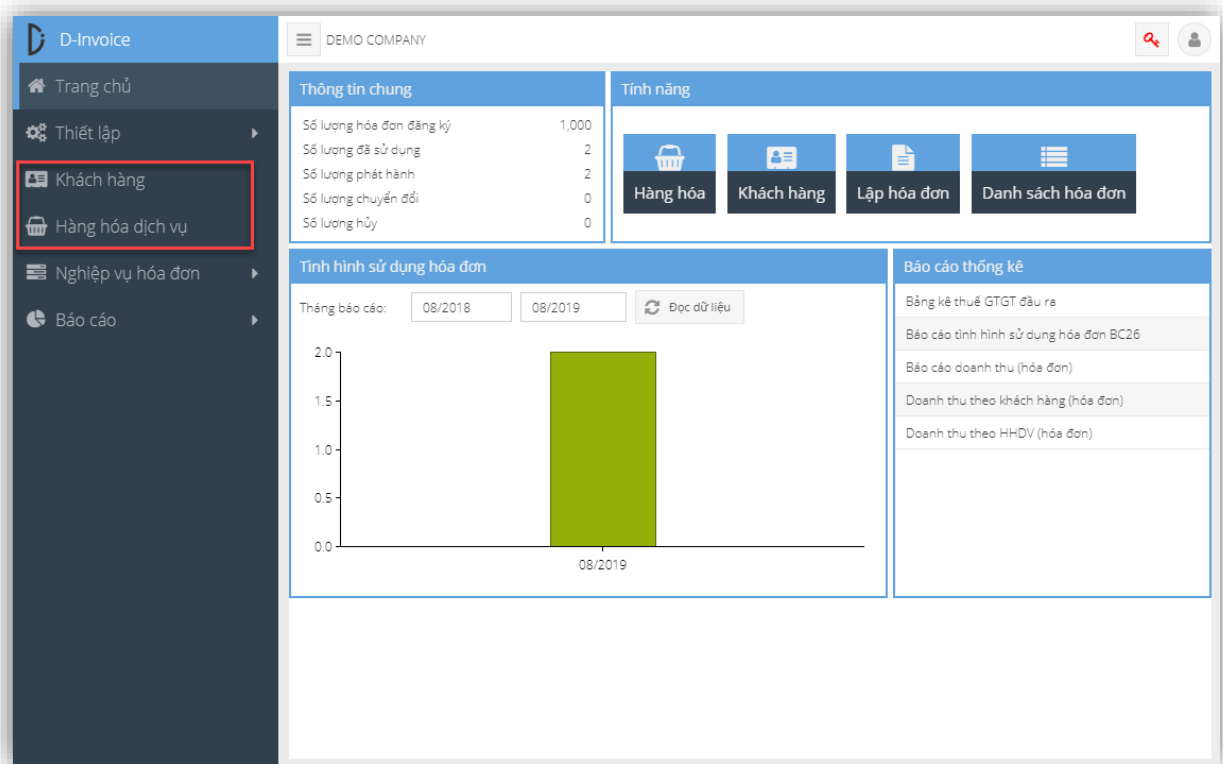 D-Invoice
DEMO COMPANY
Trang chủ
Thiết lập
Khách hàng
Hàng hóa dịch vụ
Nghiệp vụ hóa đơn
Báo cáo
Thông tin chung
Số lượng hóa đơn đăng ký 1,000
Số lượng đã sử dụng 2
Số lượng phát hành 2
Số lượng chuyển đổi 0
Số lượng hủy 0
Tính năng
Hàng hóa
Khách hàng
Lập hóa đơn
Danh sách hóa đơn
Tình hình sử dụng hóa đơn
Tháng báo cáo: 08/2018 08/2019 Đọc dữ liệu
2.0
1.5
1.0
0.5
0.0
08/2019
Báo cáo thống kê
Bảng kê thuế GTGT đầu ra
Báo cáo tình hình sử dụng hóa đơn BC26
Báo cáo doanh thu (hóa đơn)
Doanh thu theo khách hàng (hóa đơn)
Doanh thu theo HHDV (hóa đơn)